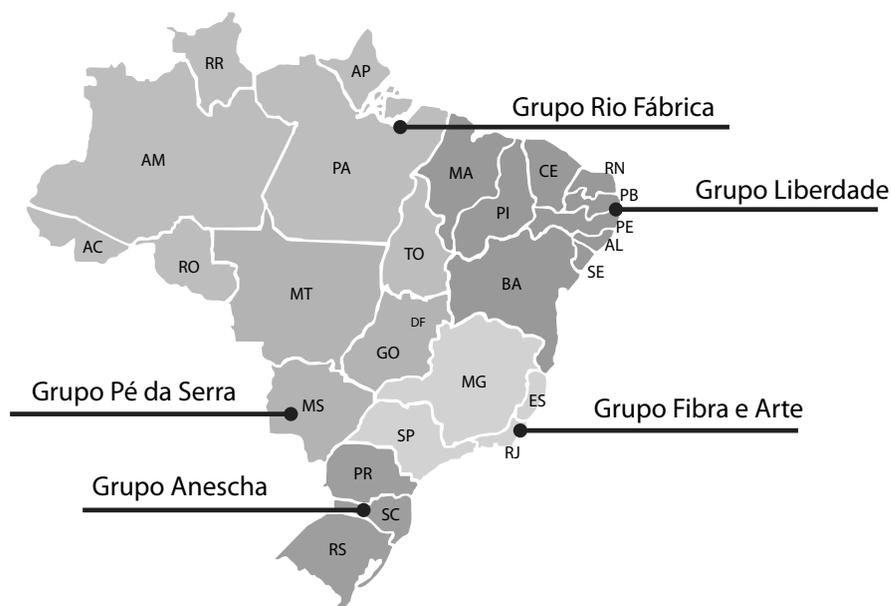 RR
AP
Grupo Rio Fábrica
AM
PA
MA
CE
RN
PB
Grupo Liberdade
PI
PE
AL
AC
RO
TO
SE
MT
BA
DF
GO
Grupo Pé da Serra
MS
MG
ES
Grupo Fibra e Arte
SP
RJ
PR
Grupo Anescha
SC
RS